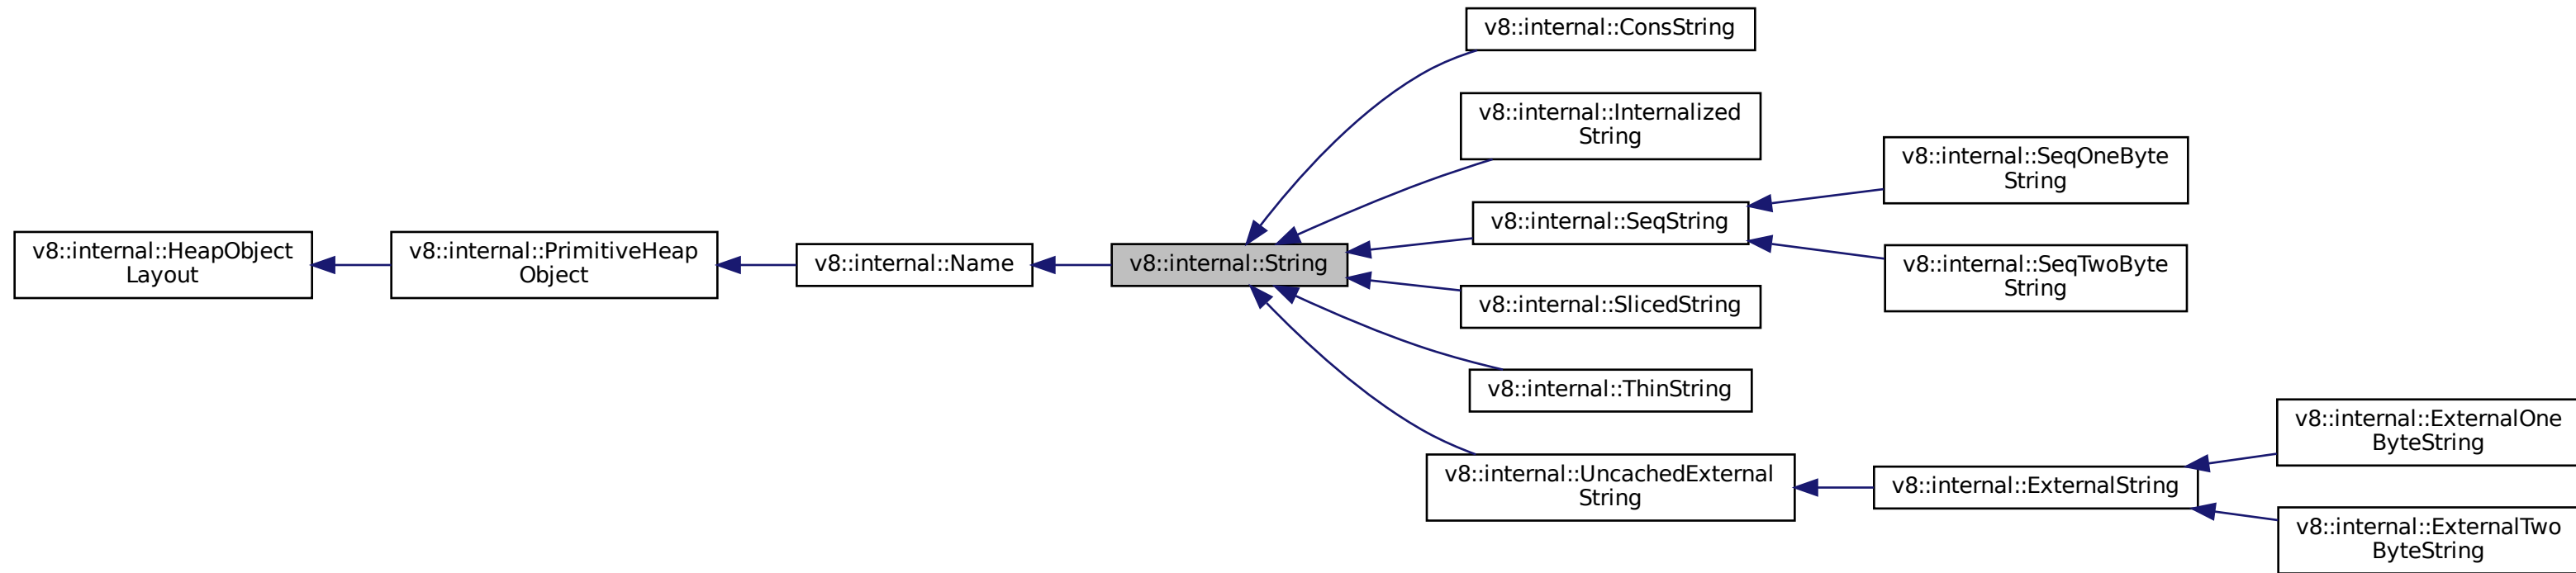 v8::internal::HeapObject
Layout
v8::internal::PrimitiveHeap
Object
v8::internal::Name
v8::internal::String
v8::internal::ConsString
v8::internal::Internalized
String
v8::internal::SeqString
v8::internal::SlicedString
v8::internal::ThinString
v8::internal::UncachedExternal
String
v8::internal::SeqOneByte
String
v8::internal::SeqTwoByte
String
v8::internal::ExternalString
v8::internal::ExternalOne
ByteString
v8::internal::ExternalTwo
ByteString